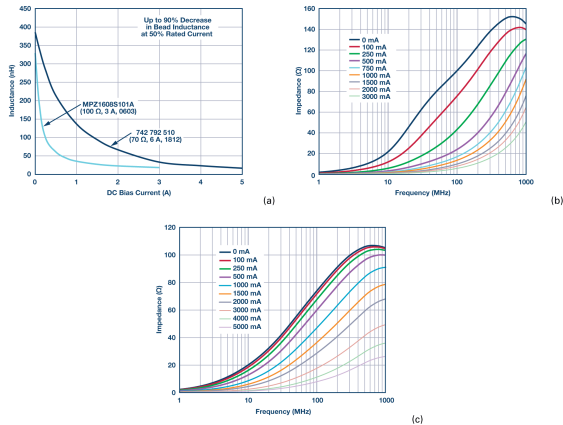 450
400
350
300
250
200
150
100
50
0
Inductance (nH)
Up to 90% Decrease
in Bead Inductance
at 50% Rated Current
MPZ1608S101A
(100 Ω, 3 A, 0603)
742 792 510
(70 Ω, 6 A, 1812)
0 1 2 3 4 5
DC Bias Current (A)
(a)
160
140
120
100
80
60
40
20
0
Impedance (Ω)
0 mA
100 mA
250 mA
500 mA
750 mA
1000 mA
1500 mA
2000 mA
3000 mA
1 10 100 1000
Frequency (MHz)
(b)
120
100
80
60
40
20
0
Impedance (Ω)
0 mA
100 mA
250 mA
500 mA
1000 mA
1500 mA
2000 mA
3000 mA
4000 mA
5000 mA
1 10 100 1000
Frequency (MHz)
(c)